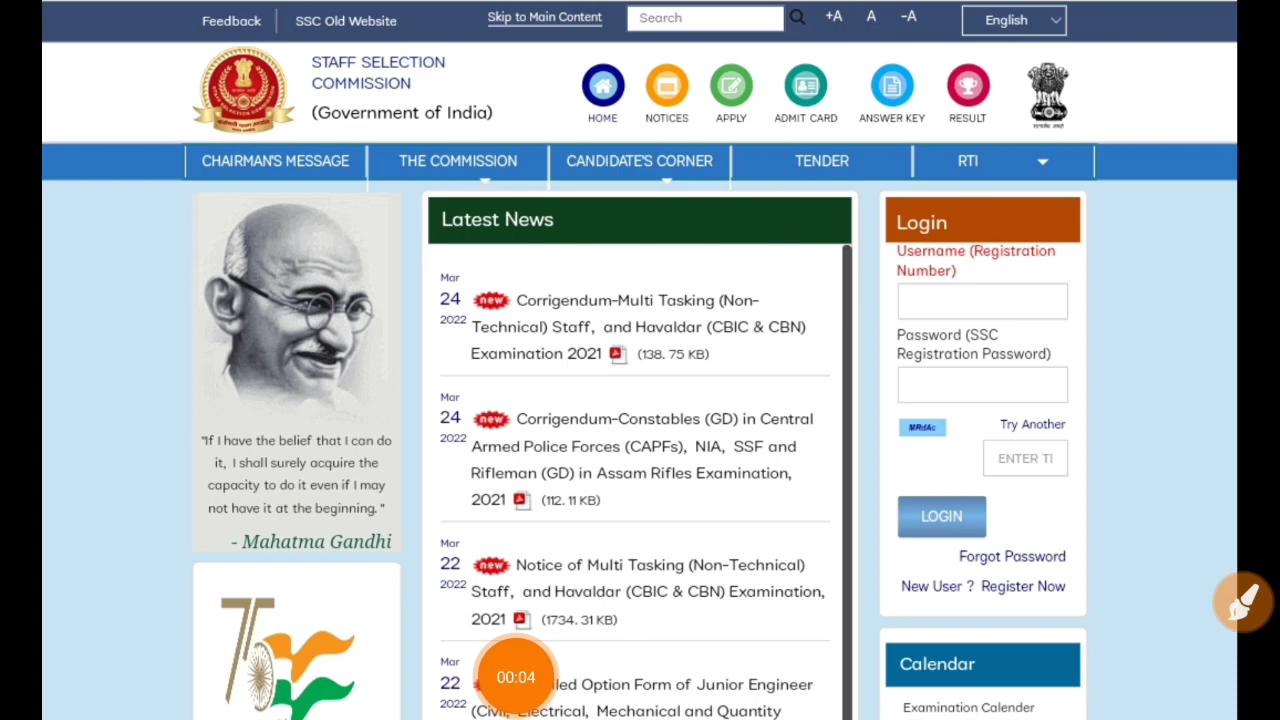 Feedback
SSC Old Website
Skip to Main Content
Search
+A
A
-A
English
STAFF SELECTION
COMMISSION
(Government of India)
HOME
NOTICES
APPLY
ADMIT CARD
ANSWER KEY
RESULT
CHAIRMAN'S MESSAGE
THE COMMISSION
CANDIDATE'S CORNER
TENDER
RTI
"If I have the belief that I can do
it, I shall surely acquire the
capacity to do it even if I may
not have it at the beginning."
- Mahatma Gandhi
75
Latest News
Mar
24
2022
new Corrigendum-Multi Tasking (Non-
Technical) Staff, and Havaldar (CBIC & CBN)
Examination 2021 (138. 75 KB)
Mar
24
2022
new Corrigendum-Constables (GD) in Central
Armed Police Forces (CAPFs), NIA, SSF and
Rifleman (GD) in Assam Rifles Examination,
2021 (112. 11 KB)
Mar
22
2022
new Notice of Multi Tasking (Non-Technical)
Staff, and Havaldar (CBIC & CBN) Examination,
2021 (1734. 31 KB)
Mar
22
2022
Option Form of Junior Engineer
Mechanical and Quantity
00:04
Login
Username (Registration
Number)
Password (SSC
Registration Password)
MRdAc
Try Another
ENTER TI
LOGIN
Forgot Password
New User ? Register Now
Calendar
Examination Calender